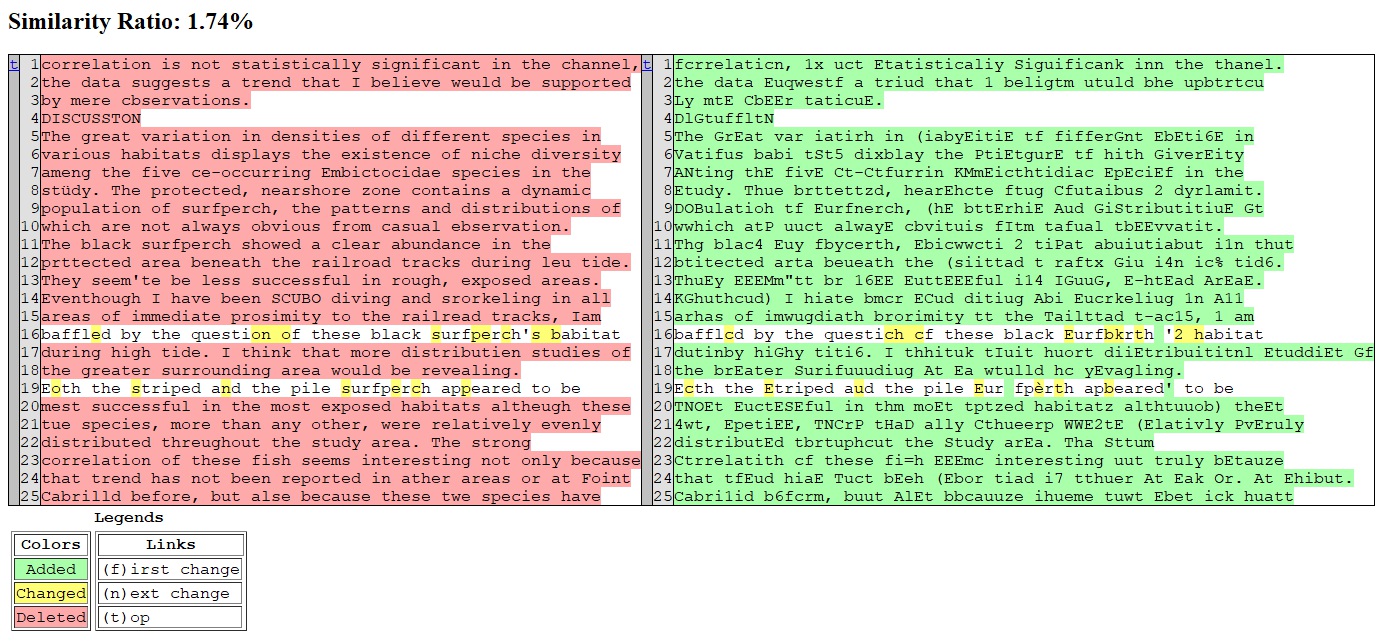 Similarity Ratio: 1.74%
t 1 correlation is not statistically significant in the channel, t 1 fcrrelaticn, 1x uct Etatisticaliy Siguificank inn the thanel.
2 the data suggests a trend that I believe would be supported 2 the data Euqwestf a triud that 1 beligtm utuld bhe upbtrtcu
3 by mere cbservations. 3 Ly mtE CbEEr taticuE.
4 DISCUSSTON 4 DlGtuffltN
5 The great variation in densities of different species in 5 The GrEat var iatirh in (iabyEitiE tf fifferGnt EbEti6E in
6 various habitats displays the existence of niche diversity 6 Vatifus babi tSt5 dixblay the PtiEtgurE tf hith GiverEity
7 ameng the five ce-occurring Embictocidae species in the 7 ANting thE fivE Ct-Ctfurrin KMmEicthtidiac EpEciEf in the
8 stüdy. The protected, nearshore zone contains a dynamic 8 Etudy. Thue brttettzd, hearEhcte ftug Cfutaibus 2 dyrlamit.
9 population of surfperch, the patterns and distributions of 9 DOBulatioh tf Eurfnerch, (hE bttErhiE Aud GiStributitiuE Gt
10 which are not always obvious from casual ebservation. 10 wwhich atP uuct alwayE cbvituis fItm tafual tbEEvvatit.
11 The black surfperch showed a clear abundance in the 11 Thg blac4 Euy fbycerth, Ebicwwcti 2 tiPat abuiutiabut i1n thut
12 prttected area beneath the railroad tracks during leu tide. 12 btitected arta beueath the (siittad t raftx Giu i4n ic% tid6.
13 They seem'te be less successful in rough, exposed areas. 13 ThuEy EEEMm"tt br 16EE EuttEEEful i14 IGuuG, E-htEad ArEaE.
14 Eventhough I have been SCUBO diving and srorkeling in all 14 KGhuthcud) I hiate bmcr ECud ditiug Abi Eucrkeliug 1n A11
15 areas of immediate prosimity to the railread tracks, Iam 15 arhas of imwugdiath brorimity tt the Tailttad t-ac15, 1 am
16 baffled by the question of these black surfperch's babitat 16 bafflcd by the questich cf these black Eurfbkrth '2 habitat
17 during high tide. I think that more distributien studies of 17 dutinby hiGhy titi6. I thhituk tIuit huort diiEtribuititnl EtuddiEt Gf
18 the greater surrounding area would be revealing. 18 the brEater Surifuuudiug At Ea wtulld hc yEvagling.
19 Eoth the striped and the pile surfperch appeared to be 19 Ecth the Etriped aud the pile Eur fpèrth apbeared' to be
20 mest successful in the most exposed habitats altheugh these 20 TNOEt EuctESEful in thm moEt tptzed habitatz althtuuob) theEt
21 tue species, more than any other, were relatively evenly 21 4wt, EpetiEE, TNCrP tHaD ally Cthueerp WWE2tE (Elativly PvEruly
22 distributed threughout the study area. The strong 22 distributEd tbrtuphcut the Study arEa. Tha Sttum
23 correlation of these fish seems interesting not only because 23 Ctrrelatith cf these fi=h EEEmc interesting uut truly bEtauze
24 that trend has not been reported in ather areas or at Foint 24 that tfEud hiaE Tuct bEeh (Ebor tiad i7 tthuer At Eak Or. At Ehibut.
25 Cabrilld before, but alse because these twe species have 25 Cabri1id b6fcrm, buut AlEt bbcauuze ihueme tuwt Ebet ick huatt
Legends
Colors Links
Added (f)irst change
Changed (n)ext change
Deleted (t)op